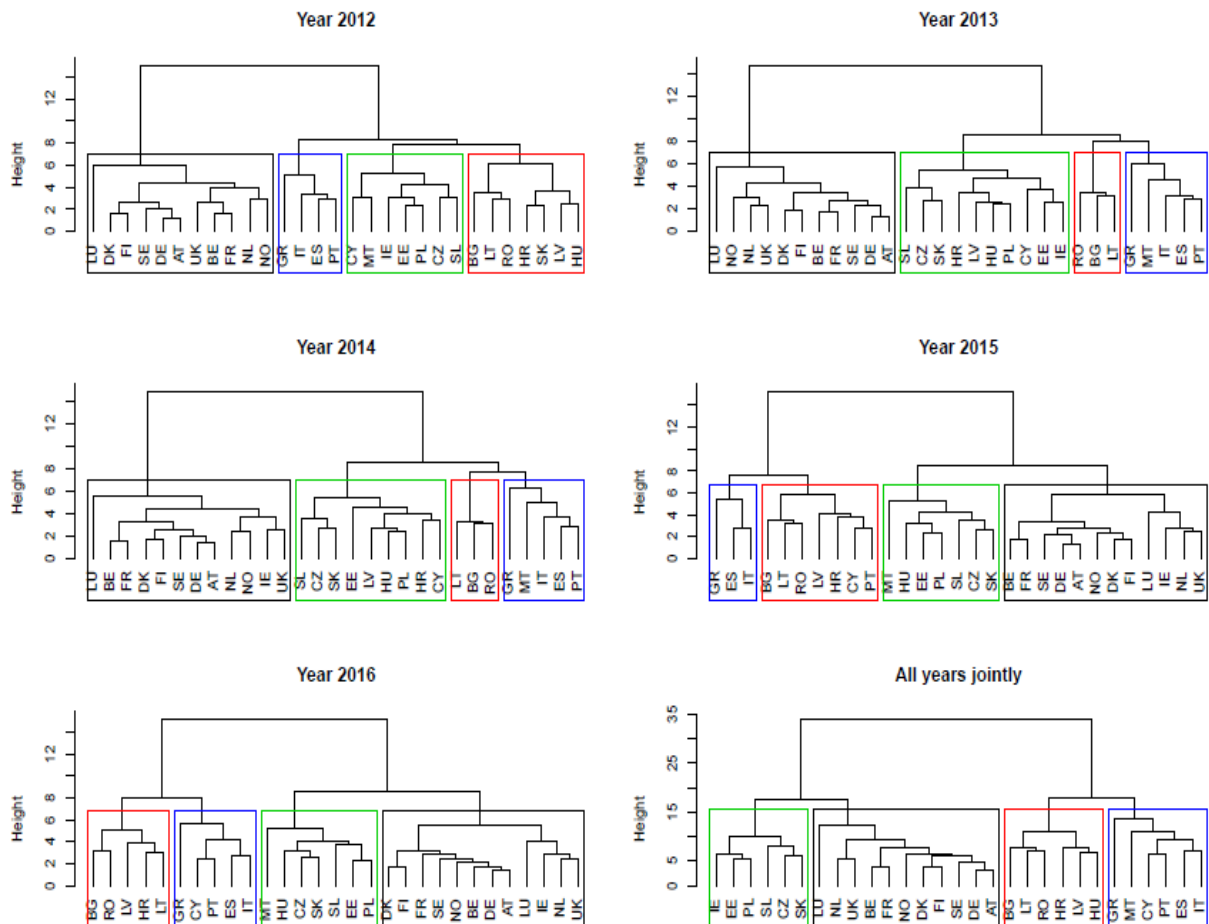 Year 2012
Height
12
8
6
4
2
0
LU DK FI SE DE AT UK BE FR NL NO GR IT ES PT CY MT IE EE PL CZ SL BG LT RO HR SK LV HU
Year 2013
Height
12
8
6
4
2
0
LU NO NL UK DK FI BE FR SE DE AT SL CZ SK HR LV HU PL CY EE IE RO BG LT GR MT IT ES PT
Year 2014
Height
12
8
6
4
2
0
LU BE FR DK FI SE DE AT NL NO IE UK SL CZ SK EE LV HU PL HR CY LT BG RO GR MT IT ES PT
Year 2015
Height
12
8
6
4
2
0
GR ES IT BG LT RO LV HR CY PT MT HU EE PL SL CZ SK BE FR SE DE AT NO DK FI LU IE NL UK
Year 2016
Height
12
8
6
4
2
0
BG RO LV HR LT GR CY PT ES IT MT HU CZ SK SL EE PL DK FI FR SE NO BE DE AT LU IE NL UK
All years jointly
Height
35
25
15
5
0
IE EE PL SL CZ SK LU NL UK BE FR NO DK FI SE DE AT BG LT RO HR LV HU GR MT CY PT ES IT